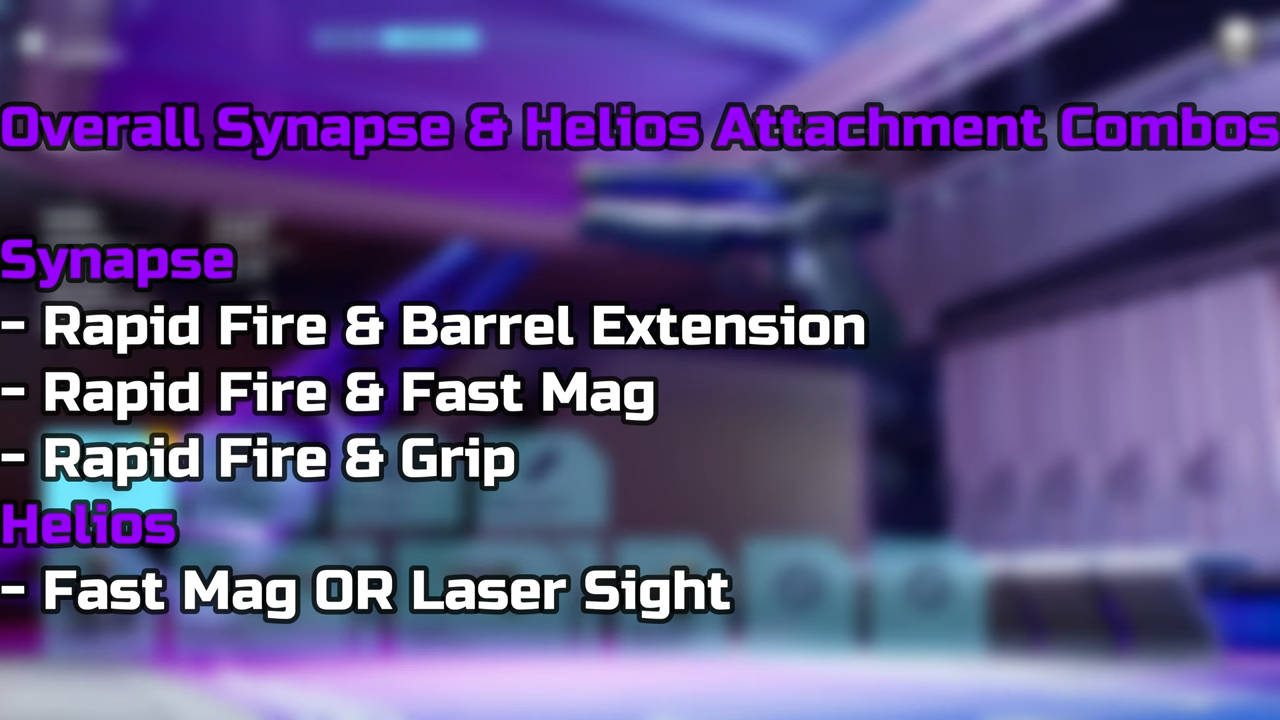 Overall Synapse & Helios Attachment Combos
Synapse
- Rapid Fire & Barrel Extension
- Rapid Fire & Fast Mag
- Rapid Fire & Grip
Helios
- Fast Mag OR Laser Sight